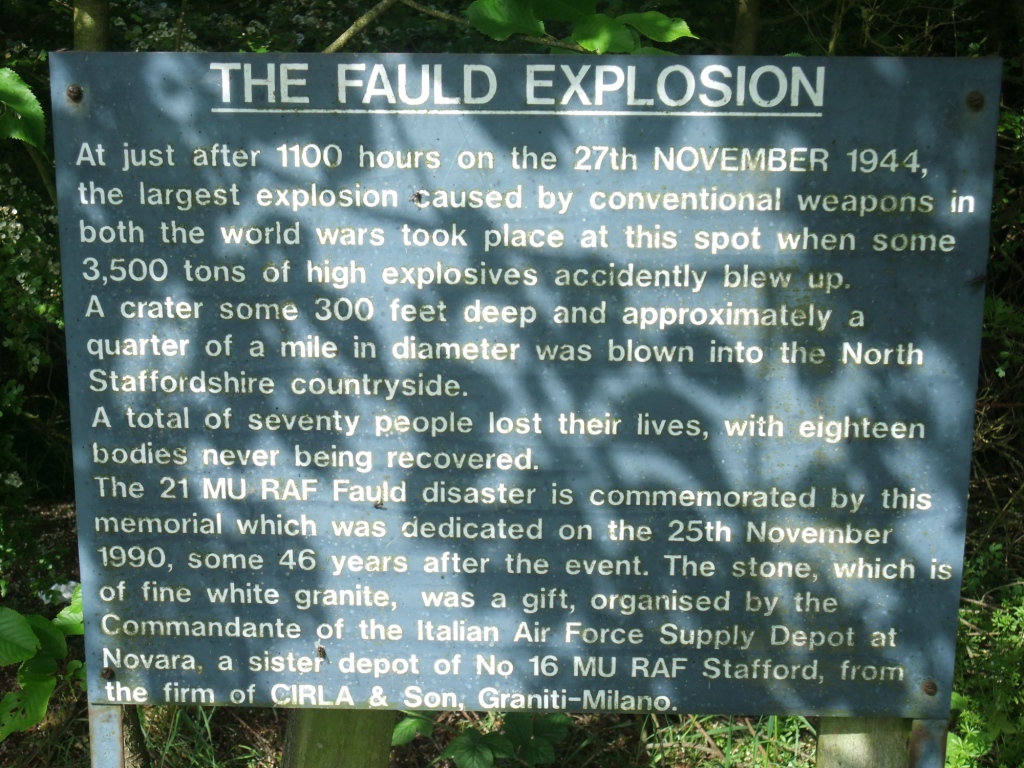 THE FAULD EXPLOSION
At just after 1100 hours on the 27th NOVEMBER 1944,
the largest explosion caused by conventional weapons in
both the world wars took place at this spot when some
3,500 tons of high explosives accidently blew up.
A crater some 300 feet deep and approximately a
quarter of a mile in diameter was blown into the North
Staffordshire countryside.
A total of seventy people lost their lives, with eighteen
bodies never being recovered.
The 21 MU RAF Fauld disaster is commemorated by this
memorial which was dedicated on the 25th November
1990, some 46 years after the event. The stone, which is
of fine white granite, was a gift, organised by the
Commandante of the Italian Air Force Supply Depot at
Novara, a sister depot of No 16 MU RAF Stafford, from
the firm of CIRLA & Son, Graniti-Milano.